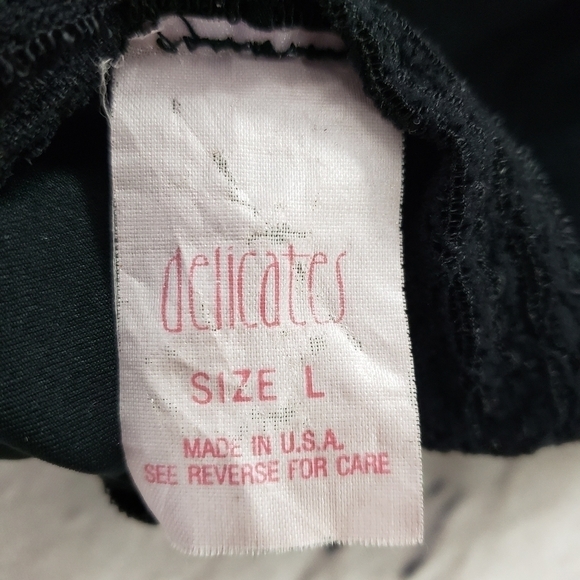 delicates
SIZE L
MADE IN U.S.A.
SEE REVERSE FOR CARE